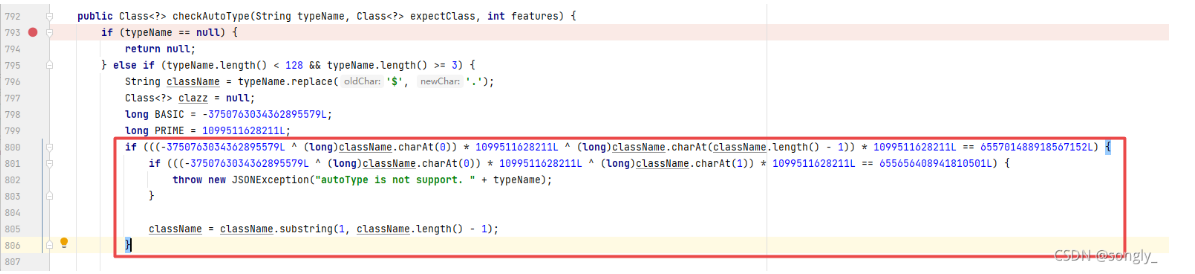 792 public Class<?> checkAutoType(String typeName, Class<?> expectClass, int features) {
793 if (typeName == null) {
794 return null;
795 } else if (typeName.length() < 128 && typeName.length() >= 3) {
796 String className = typeName.replace( oldChar: '$', newChar: '.');
797 Class<?> clazz = null;
798 long BASIC = -3750763034362895579L;
799 long PRIME = 1099511628211L;
800 if (((-3750763034362895579L ^ (long)className.charAt(0)) * 1099511628211L ^ (long)className.charAt(className.length() - 1)) * 1099511628211L == 655701488918567152L) {
801 if (((-3750763034362895579L ^ (long)className.charAt(0)) * 1099511628211L ^ (long)className.charAt(1)) * 1099511628211L == 655656408941810501L) {
802 throw new JSONException("autoType is not support. " + typeName);
803 }
804
805 className = className.substring(1, className.length() - 1);
806 }
807
CSDN @songly_